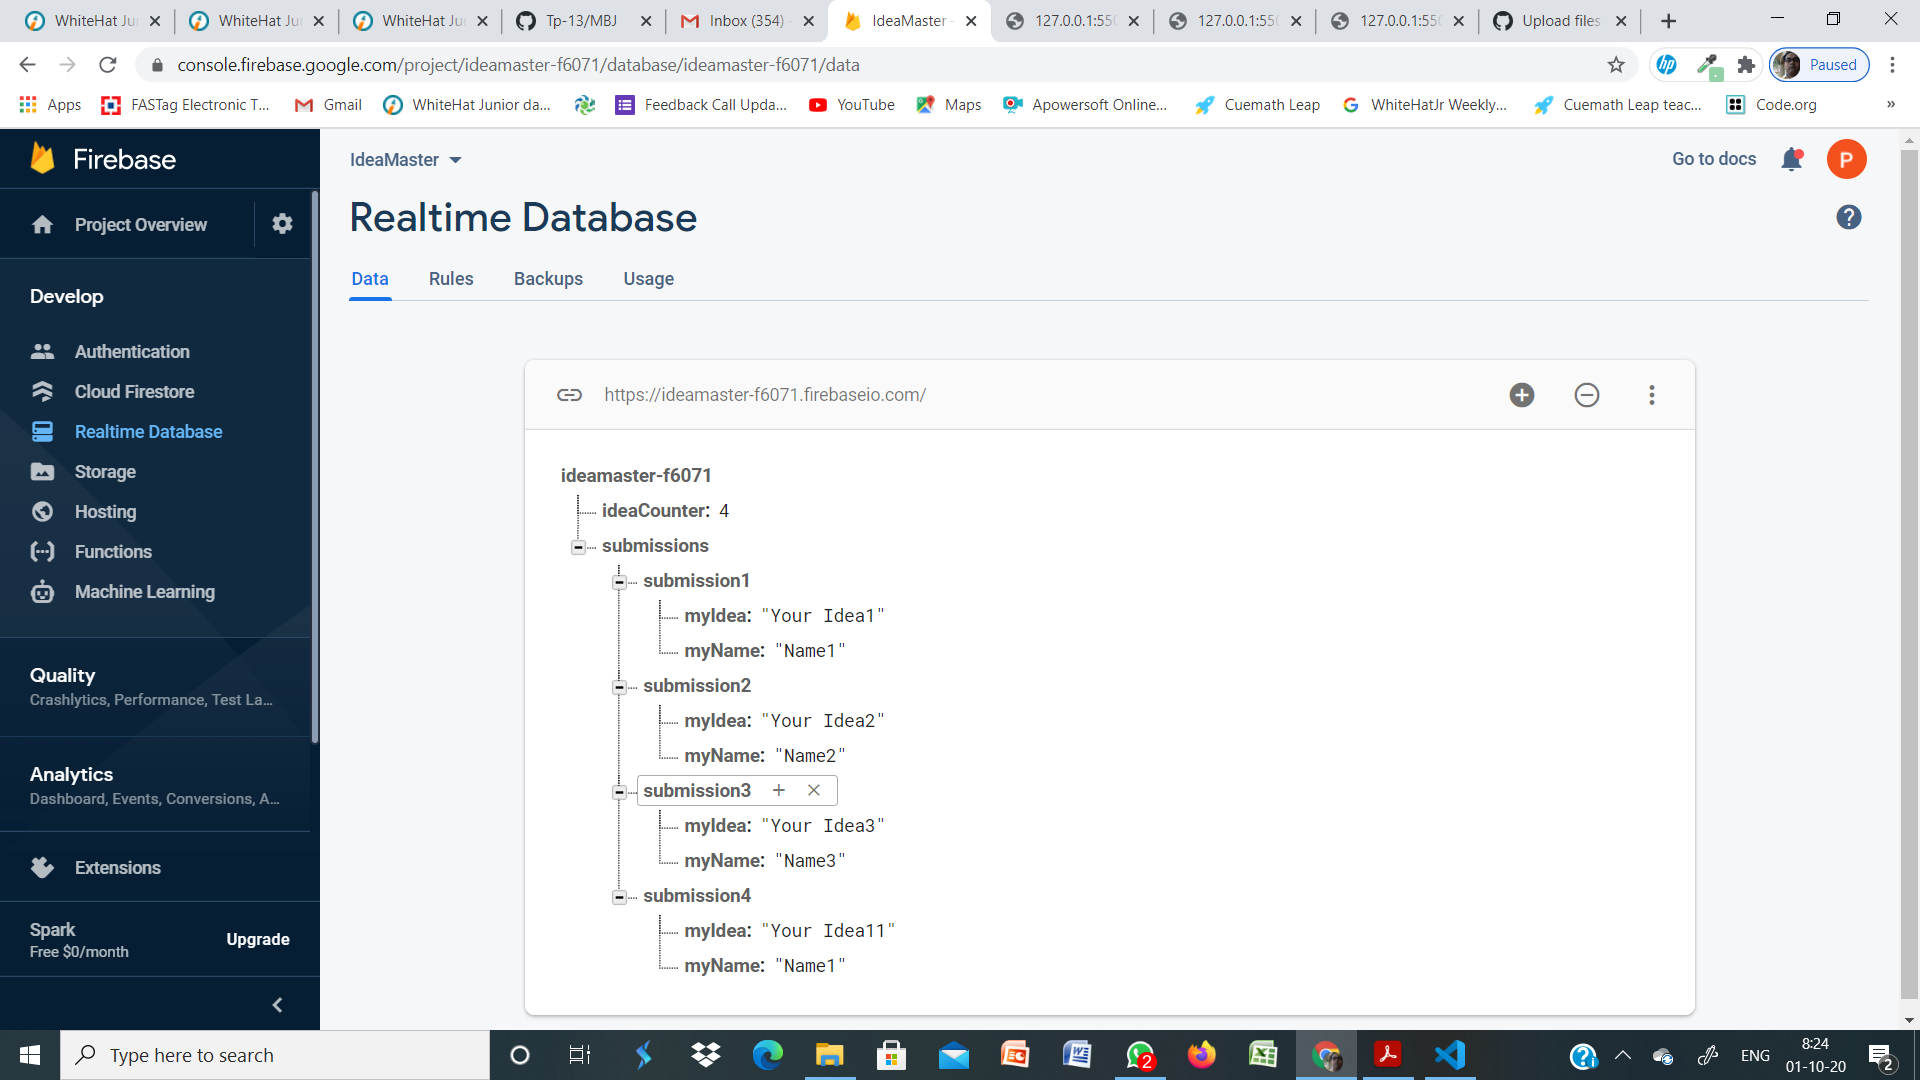 WhiteHat Ju
WhiteHat Ju
WhiteHat Ju
Tp-13/MBJ
Inbox (354)
IdeaMaster -
127.0.0.1:550
127.0.0.1:550
127.0.0.1:550
Upload files
console.firebase.google.com/project/ideamaster-f6071/database/ideamaster-f6071/data
Paused
Apps
FASTag Electronic T...
Gmail
WhiteHat Junior da...
Feedback Call Upda...
YouTube
Maps
Apowersoft Online...
Cuemath Leap
WhiteHatJr Weekly...
Cuemath Leap teac...
Code.org
»
Firebase
IdeaMaster
Go to docs
P
Project Overview
Realtime Database
Data
Rules
Backups
Usage
Develop
Authentication
Cloud Firestore
Realtime Database
Storage
Hosting
Functions
Machine Learning
Quality
Crashlytics, Performance, Test La...
Analytics
Dashboard, Events, Conversions, A...
Extensions
Spark
Free $0/month
Upgrade
https://ideamaster-f6071.firebaseio.com/
ideamaster-f6071
ideaCounter: 4
submissions
submission1
myIdea: "Your Idea1"
myName: "Name1"
submission2
myIdea: "Your Idea2"
myName: "Name2"
submission3
myIdea: "Your Idea3"
myName: "Name3"
submission4
myIdea: "Your Idea11"
myName: "Name1"
Type here to search
2
ENG
8:24
01-10-20
2